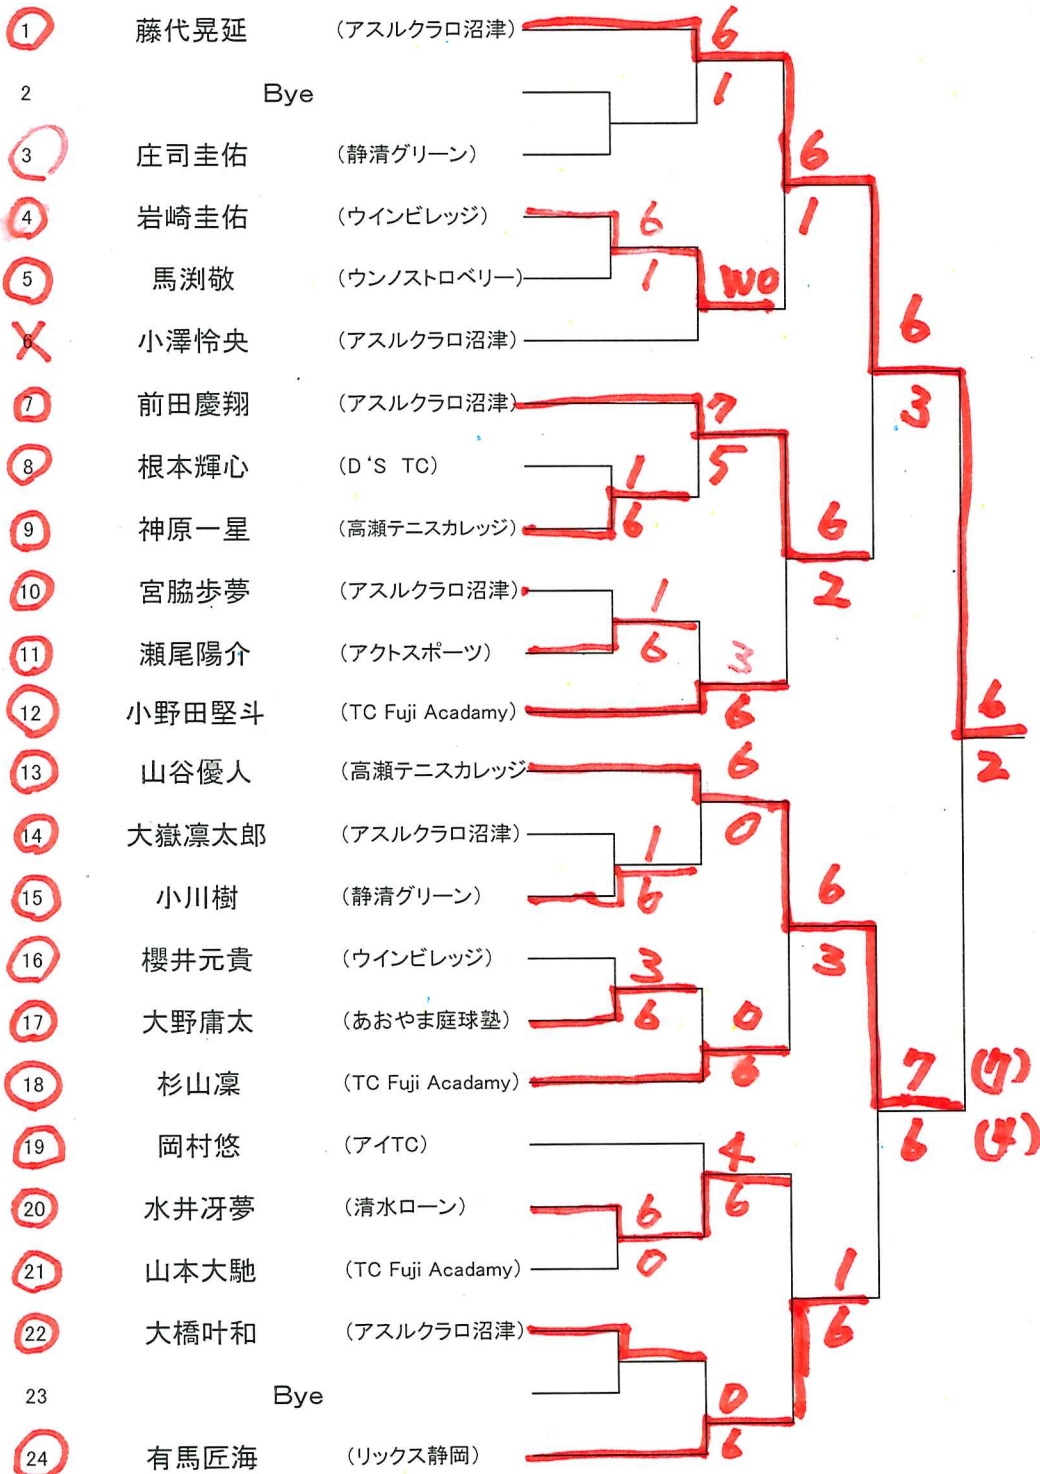 1 藤代晃延 (アスルクラロ沼津) 6
1
2 Bye
3 庄司圭佑 (静清グリーン) 6
1
4 岩崎圭佑 (ウインビレッジ) 6
5 馬渕敬 (ウンノストロベリー) 1 WO
6 小澤怜央 (アスルクラロ沼津) 6
3
7 前田慶翔 (アスルクラロ沼津) 7
8 根本輝心 (D'S TC) 1 5
9 神原一星 (高瀬テニスカレッジ) 6 6
10 宮脇歩夢 (アスルクラロ沼津) 1 2
11 瀬尾陽介 (アクトスポーツ) 6 3
12 小野田堅斗 (TC Fuji Acadamy) 6 6
2
13 山谷優人 (高瀬テニスカレッジ 6
14 大嶽凛太郎 (アスルクラロ沼津) 1 0
15 小川樹 (静清グリーン) 6 6
16 櫻井元貴 (ウインビレッジ) 3 3
17 大野庸太 (あおやま庭球塾) 6 0
18 杉山凜 (TC Fuji Acadamy) 6 7 (7)
19 岡村悠 (アイTC) 4 6 (4)
20 水井冴夢 (清水ローン) 6 6
21 山本大馳 (TC Fuji Acadamy) 0 1
22 大橋叶和 (アスルクラロ沼津) 6
23 Bye 0
24 有馬匠海 (リックス静岡) 6